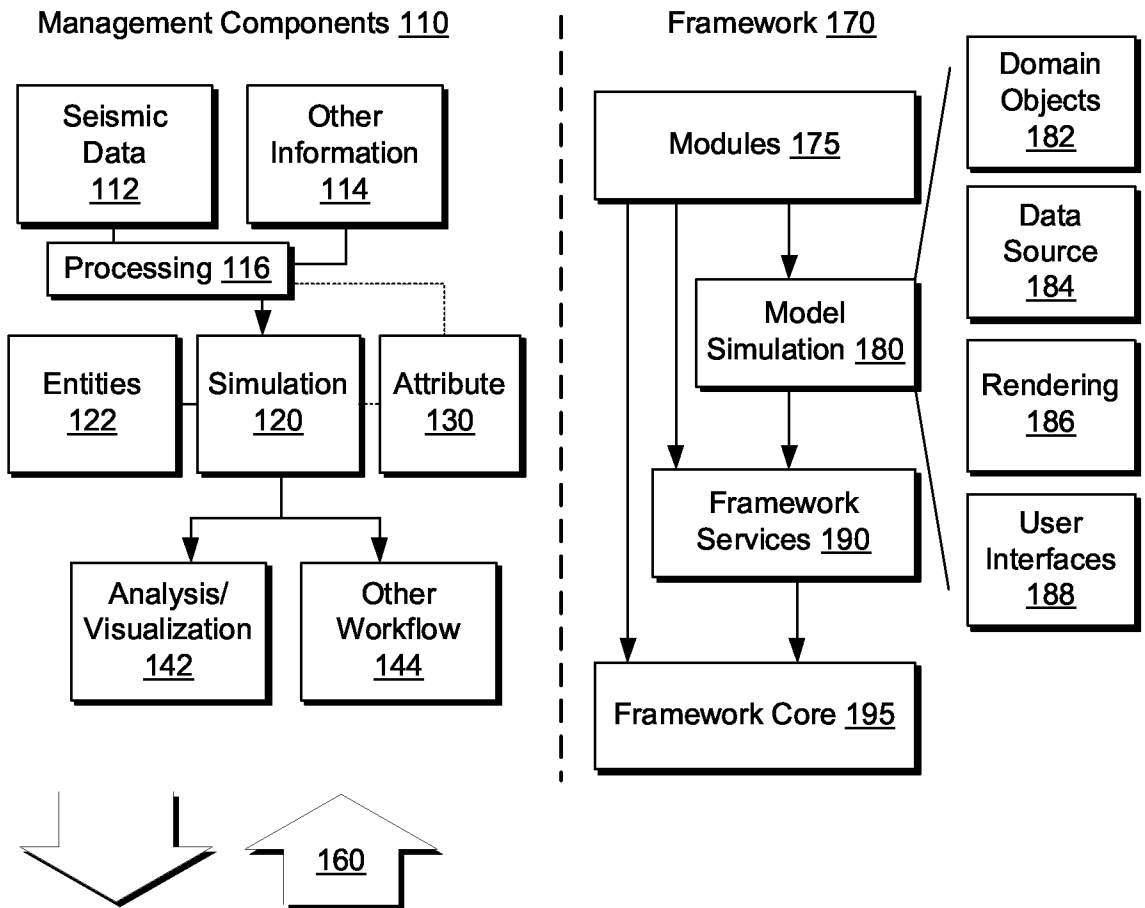 Management Components 110
Seismic
Data
112
Other
Information
114
Processing 116
Entities
122
Simulation
120
Attribute
130
Analysis/
Visualization
142
Other
Workflow
144
160
Framework 170
Modules 175
Model
Simulation 180
Framework
Services 190
Framework Core 195
Domain
Objects
182
Data
Source
184
Rendering
186
User
Interfaces
188